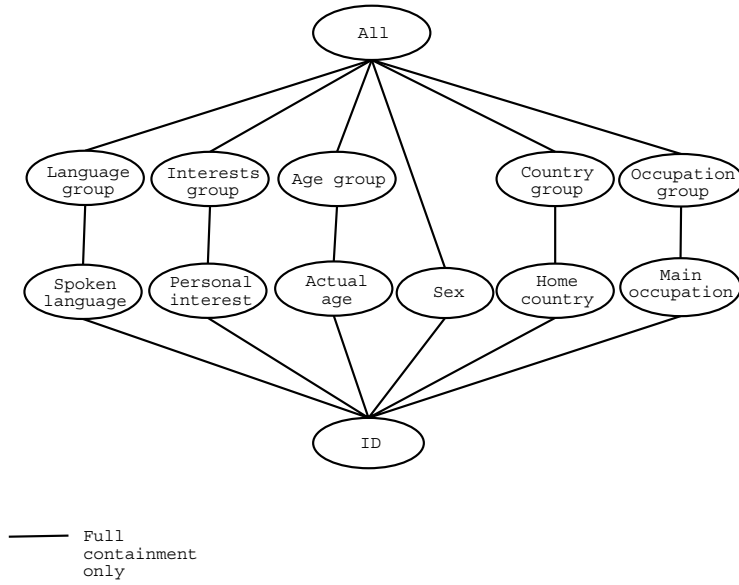 All
Language
group
Interests
group
Age group
Country
group
Occupation
group
Spoken
language
Personal
interest
Actual
age
Sex
Home
country
Main
occupation
ID
Full
containment
only